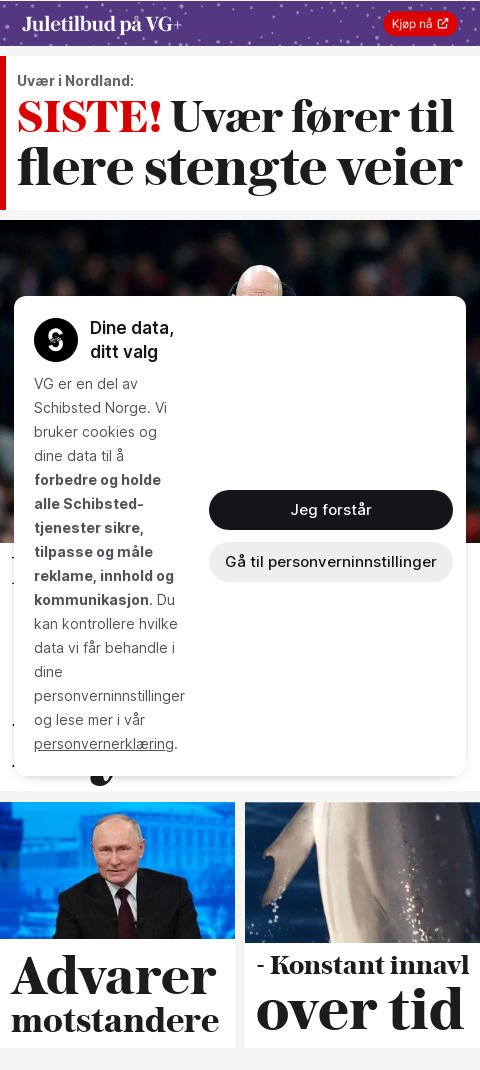 Juletilbud på VG+
Kjøp nå
Uvær i Nordland:
SISTE! Uvær fører til
flere stengte veier
Dine data,
ditt valg
VG er en del av
Schibsted Norge. Vi
bruker cookies og
dine data til å
forbedre og holde
alle Schibsted-
tjenester sikre,
tilpasse og måle
reklame, innhold og
kommunikasjon. Du
kan kontrollere hvilke
data vi får behandle i
dine
personverninnstillinger
og lese mer i vår
personvernerklæring.
Jeg forstår
Gå til personverninnstillinger
Advarer
motstandere
- Konstant innavl
over tid